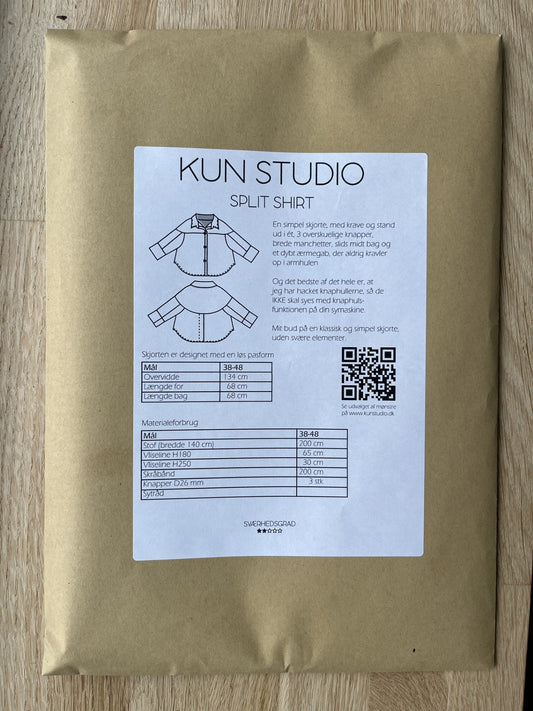 KUN STUDIO
SPLIT SHIRT
En simpel skjorte, med krave og stand
ud i ét, 3 overskuelige knapper,
brede manchetter, slids midt bag og
et dybt ærmegab, der aldrig kravler
op i armhulen
Og det bedste af det hele er, at
jeg har hacket knaphullerne, så de
IKKE skal syes med knaphuls-
funktionen på din symaskine.
Mit bud på en klassisk og simpel skjorte,
uden svære elementer.
Skjorten er designet med en løs pasform
Mål 38-48
Overvidde 134 cm
Længde for 68 cm
Længde bag 68 cm
Se udvalget af mønstre
på www.kunstudio.dk
Materialeforbrug
Mål 38-48
Stof (bredde 140 cm) 200 cm
Vliseline H180 65 cm
Vliseline H250 30 cm
Skråbånd 200 cm
Knapper D26 mm 3 stk
Sytråd
SVÆRHEDSGRAD
★★☆☆☆